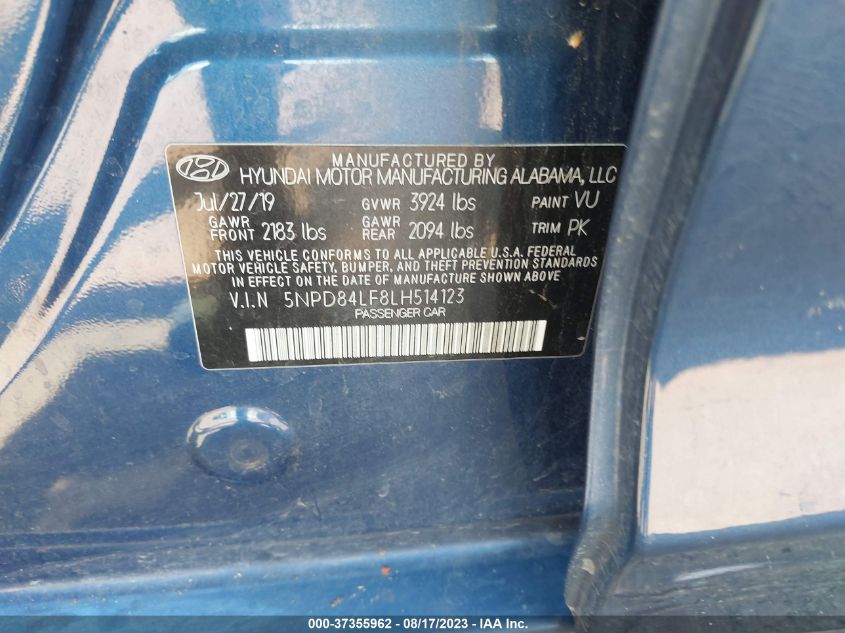 MANUFACTURED BY
HYUNDAI MOTOR MANUFACTURING ALABAMA, LLC
Jul/27/19 GVWR 3924 lbs PAINT VU
GAWR FRONT 2183 lbs GAWR REAR 2094 lbs TRIM PK
THIS VEHICLE CONFORMS TO ALL APPLICABLE U.S.A. FEDERAL
MOTOR VEHICLE SAFETY, BUMPER, AND THEFT PREVENTION STANDARDS
IN EFFECT ON THE DATE OF MANUFACTURE SHOWN ABOVE
V.I.N 5NPD84LF8LH514123
PASSENGER CAR
000-37355962 - 08/17/2023 - IAA Inc.